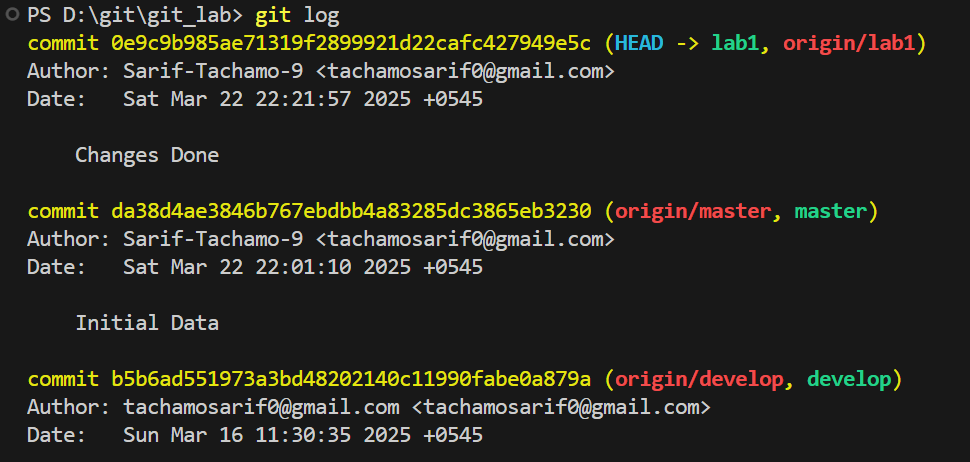 PS D:\git\git_lab> git log
commit 0e9c9b985ae71319f2899921d22cafc427949e5c (HEAD -> lab1, origin/lab1)
Author: Sarif-Tachamo-9 <tachamosarif0@gmail.com>
Date:   Sat Mar 22 22:21:57 2025 +0545
Changes Done
commit da38d4ae3846b767ebdbb4a83285dc3865eb3230 (origin/master, master)
Author: Sarif-Tachamo-9 <tachamosarif0@gmail.com>
Date:   Sat Mar 22 22:01:10 2025 +0545
Initial Data
commit b5b6ad551973a3bd48202140c11990fabe0a879a (origin/develop, develop)
Author: tachamosarif0@gmail.com <tachamosarif0@gmail.com>
Date:   Sun Mar 16 11:30:35 2025 +0545